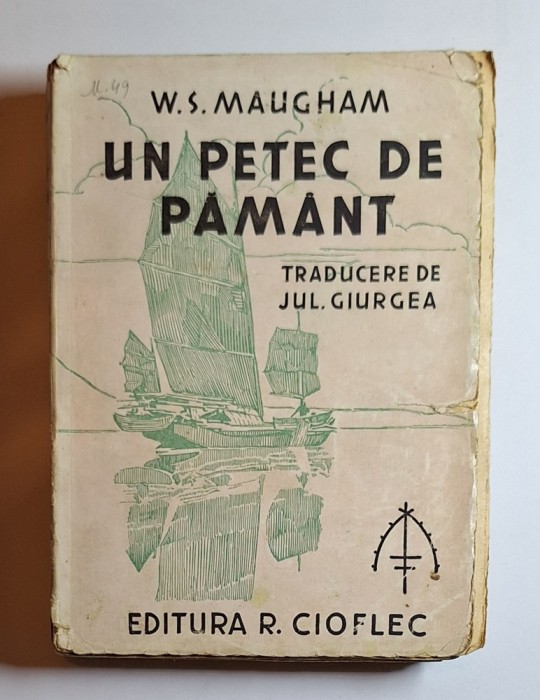 M. 49
W. S. MAUGHAM
UN PETEC DE
PĂMÂNT
TRADUCERE DE
JUL. GIURGEA
EDITURA R. CIOFLEC